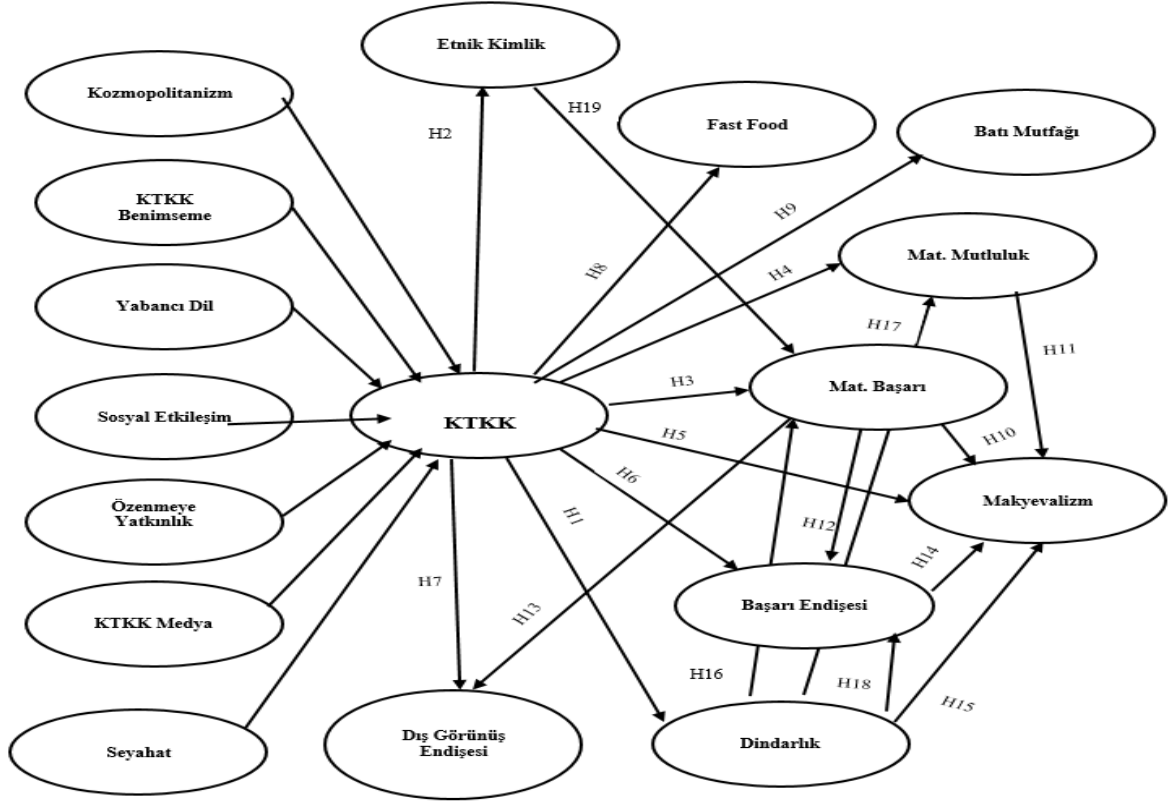 Etnik Kimlik
Kozmopolitanizm
H19
H2
Fast Food
Batı Mutfağı
KTKK
Benimseme
H9
H8
H4
Mat. Mutluluk
Yabancı Dil
H17
H11
H3
Mat. Başarı
Sosyal Etkileşim
KTKK
H5
H10
H6
Makyevalizm
Özenmeye
Yatkınlık
H1
H12
H14
H7
H13
Başarı Endişesi
KTKK Medya
H16
H18
H15
Seyahat
Dış Görünüş
Endişesi
Dindarlık